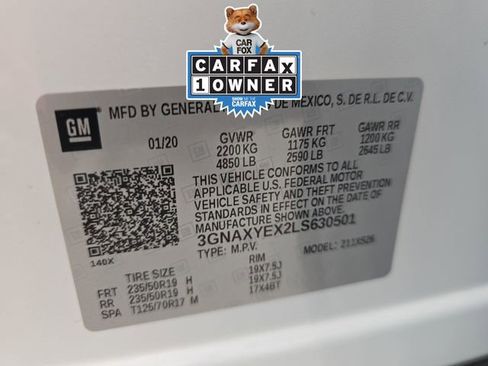 CAR
FOX
CARFAX
1 OWNER
SHOW ME THE
CARFAX
GM
MFD BY GENERAL DE MEXICO, S. DE R.L. DE C.V.
01/20 GVWR GAWR FRT GAWR RR
2200 KG 1175 KG 1200 KG
4850 LB 2590 LB 2645 LB
THIS VEHICLE CONFORMS TO ALL
APPLICABLE U.S. FEDERAL MOTOR
VEHICLE SAFETY AND THEFT PREVENTION
STANDARDS IN EFFECT ON THE DATE OF
MANUFACTURE SHOWN ABOVE.
3GNAXYEX2LS630501
TYPE: M.P.V. MODEL: 211XS26
140X
TIRE SIZE RIM
FRT 235/50R19 H 19X7.5J
RR 235/50R19 H 19X7.5J
SPA T125/70R17 M 17X4BT